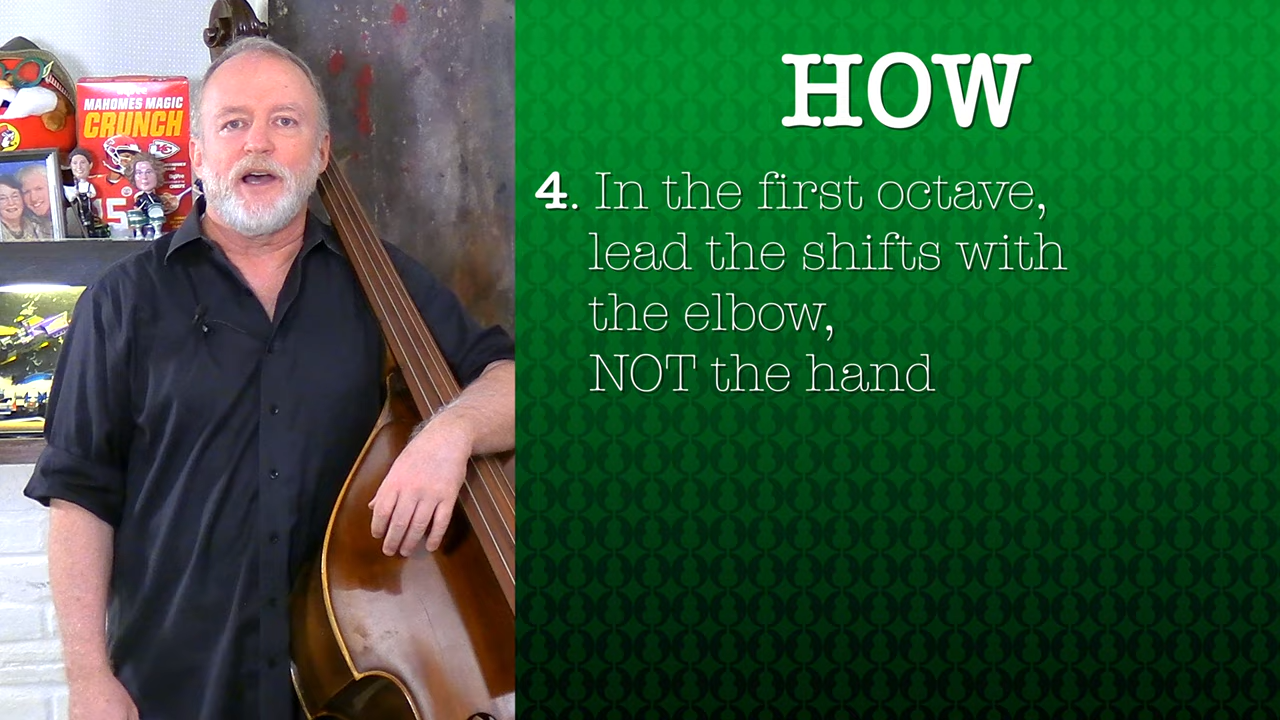 HOW
4. In the first octave,
lead the shifts with
the elbow,
NOT the hand
MAHOMES MAGIC
CRUNCH